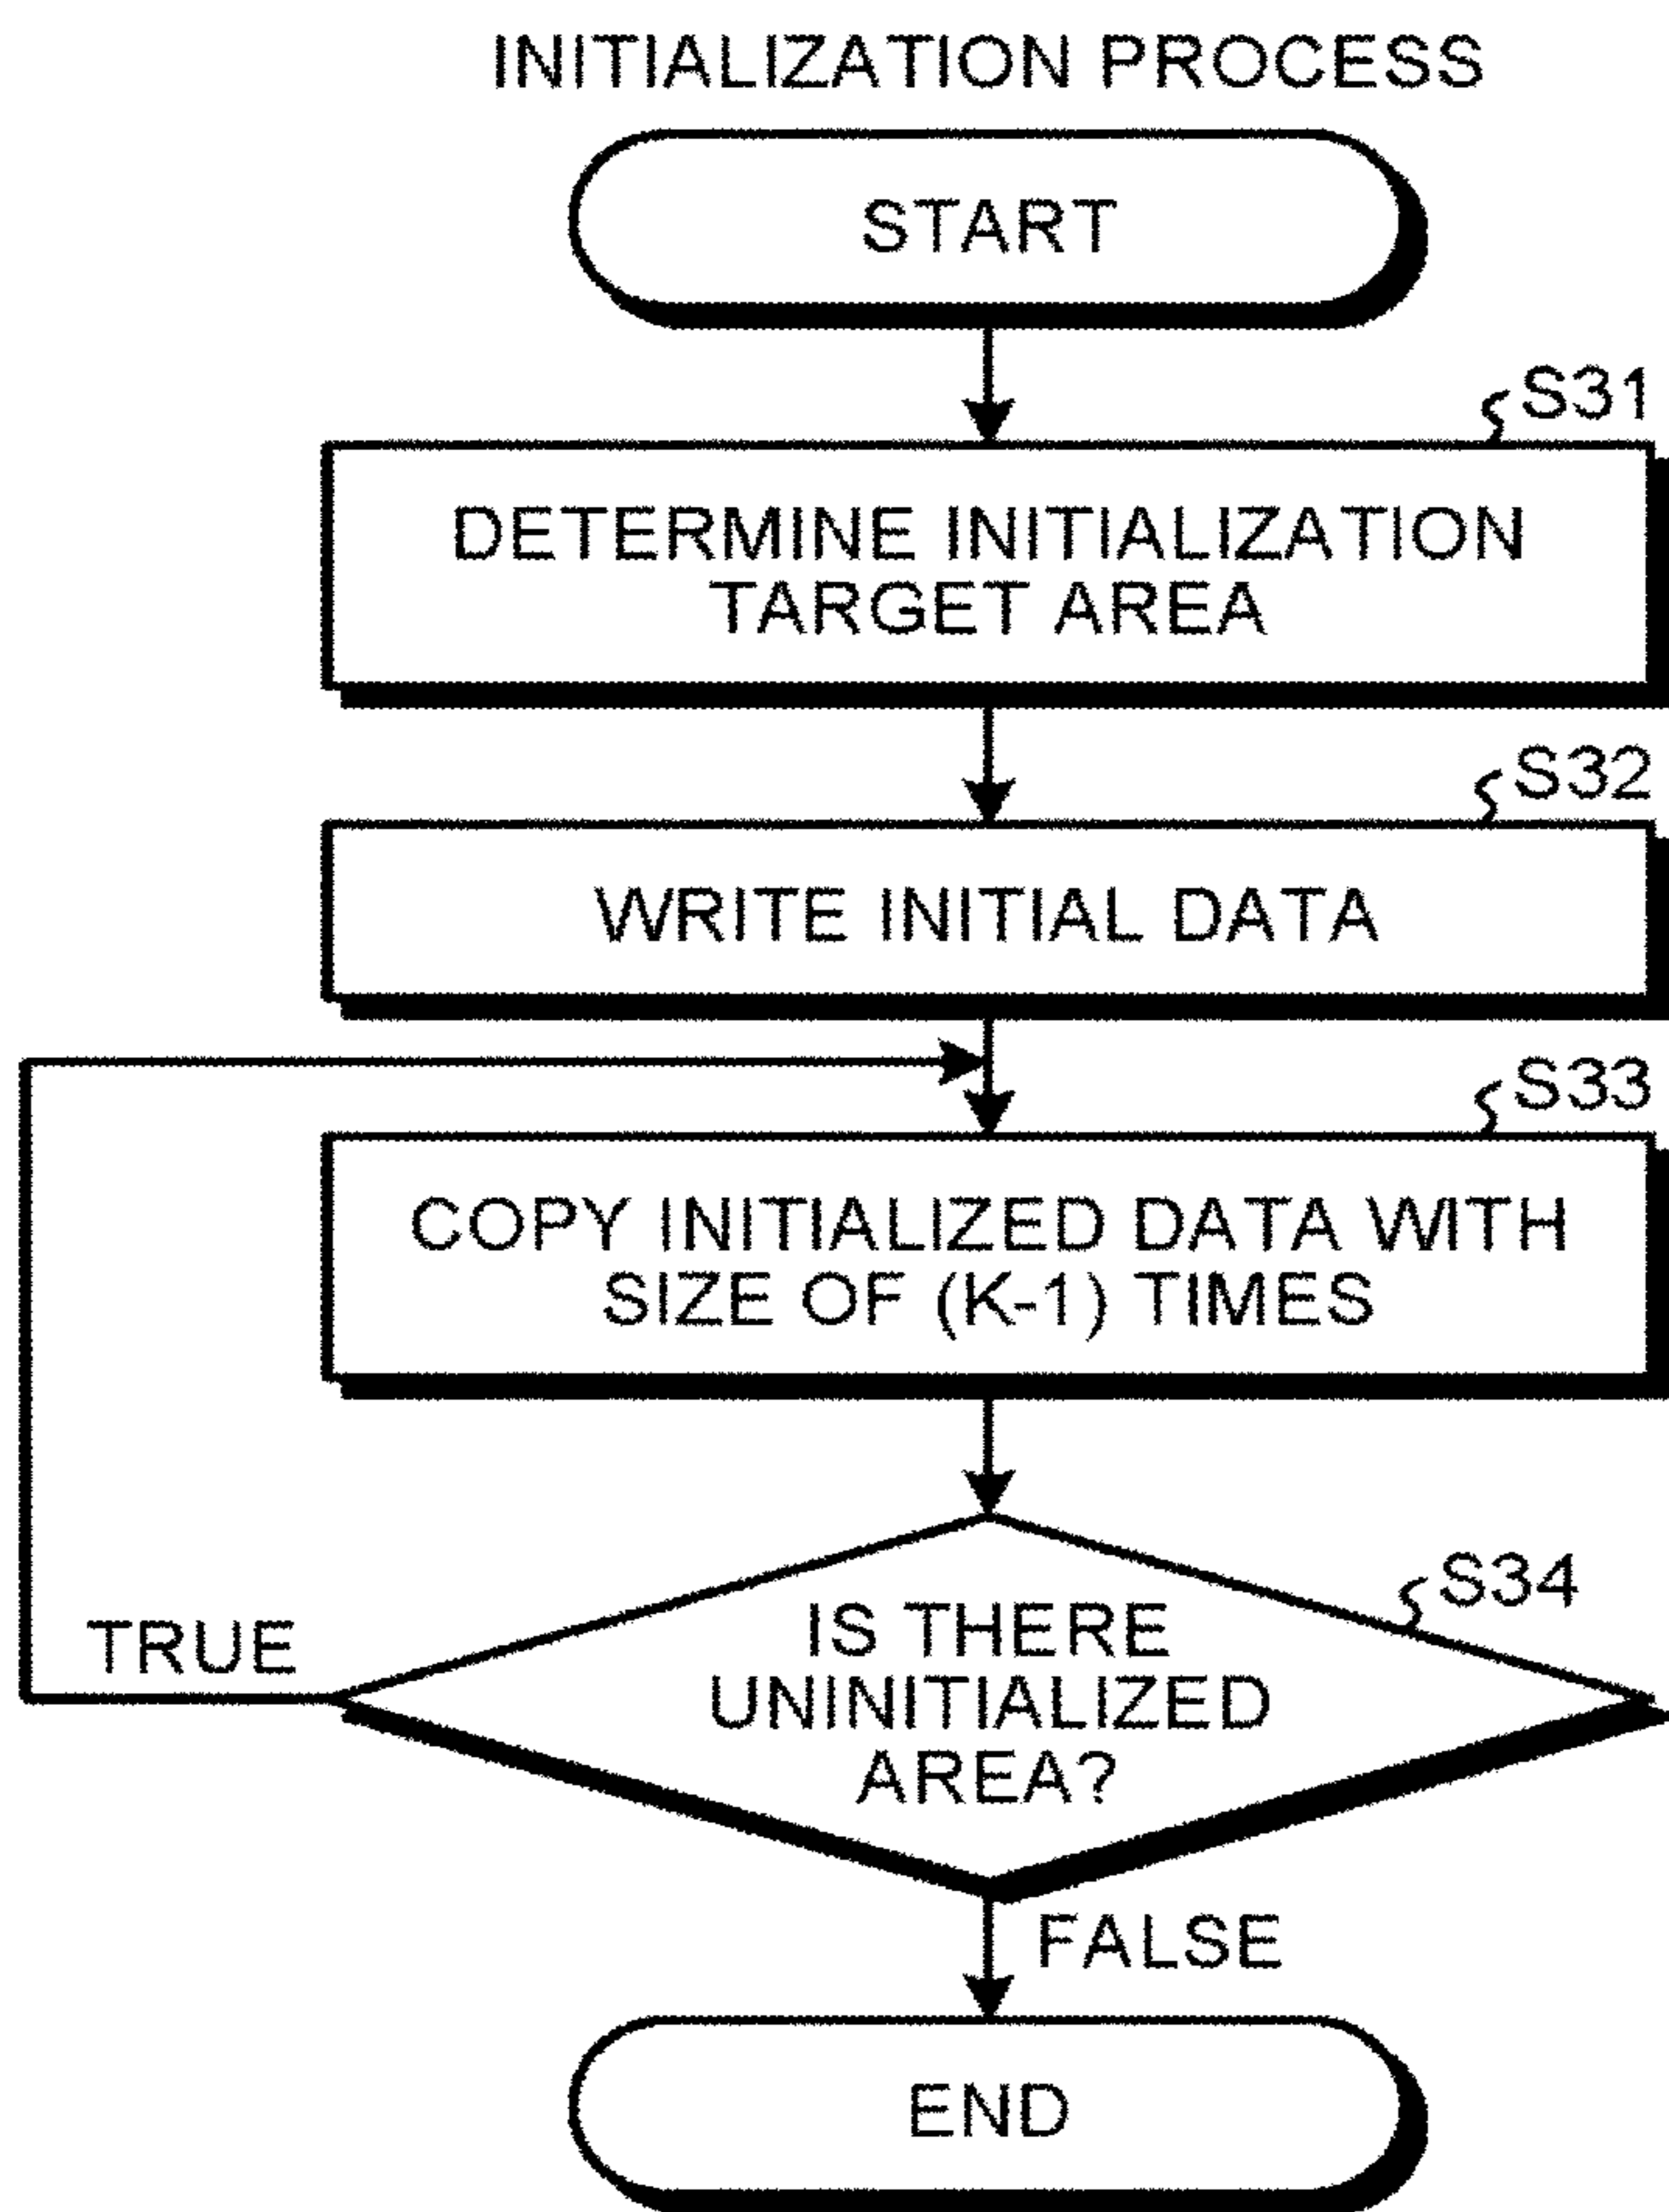 INITIALIZATION PROCESS
START
S31
DETERMINE INITIALIZATION
TARGET AREA
S32
WRITE INITIAL DATA
S33
COPY INITIALIZED DATA WITH
SIZE OF (K-1) TIMES
S34
IS THERE
UNINITIALIZED
AREA?
TRUE
FALSE
END